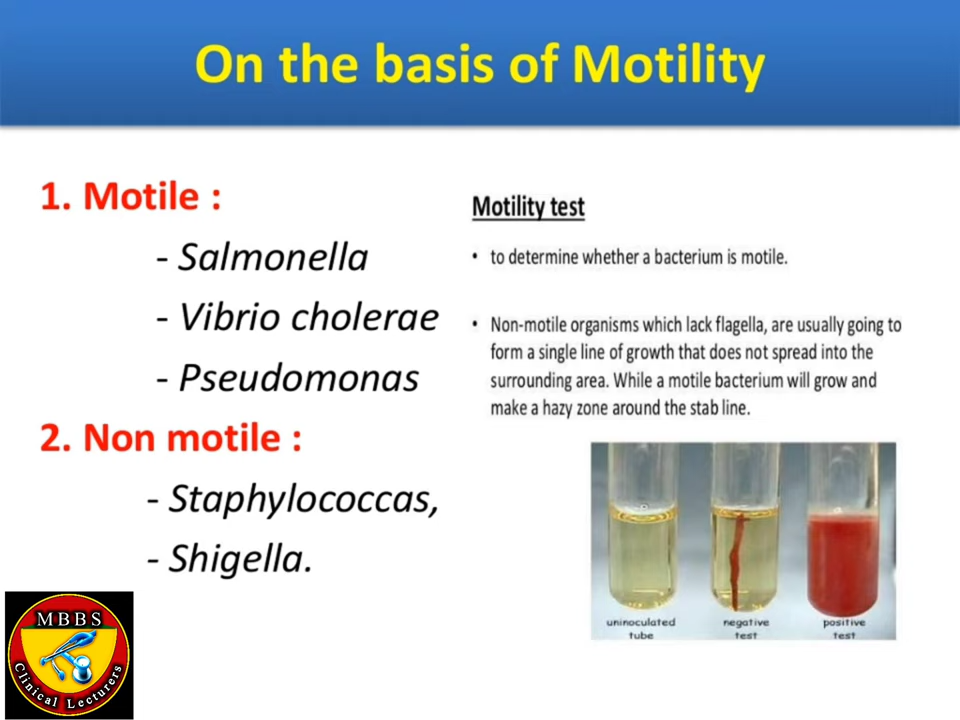 On the basis of Motility
1. Motile :
- Salmonella
- Vibrio cholerae
- Pseudomonas
2. Non motile :
- Staphylococcas,
- Shigella.
Motility test
• to determine whether a bacterium is motile.
• Non-motile organisms which lack flagella, are usually going to
form a single line of growth that does not spread into the
surrounding area. While a motile bacterium will grow and
make a hazy zone around the stab line.
uninoculated
tube
negative
test
positive
test
MBBS
Clinical Lecturers